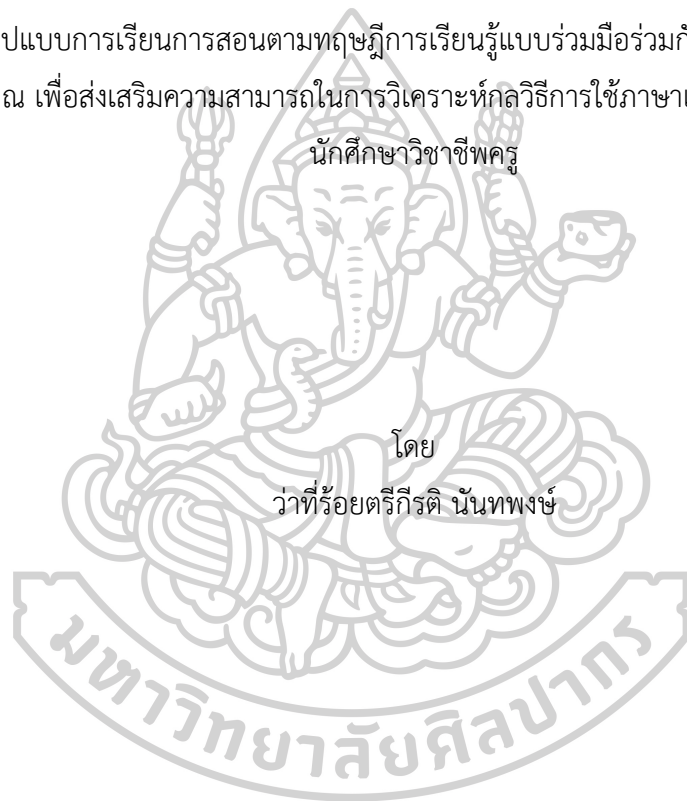 ปแบบการเรียนการสอนตามทฤษฎีการเรียนรู้แบบร่วมมือร่วมกั
ณ เพื่อส่งเสริมความสามารถในการวิเคราะห์กลวิธีการใช้ภาษาเ
นักศึกษาวิชาชีพครู
โดย
ว่าที่ร้อยตรีกีรติ นันทพงษ์
มหาวิทยาลัยศิลปากร